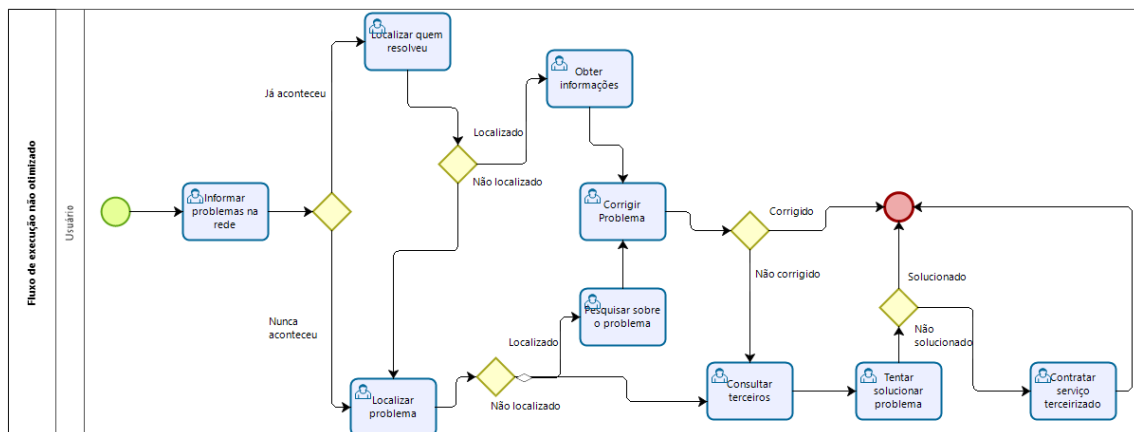 Fluxo de execução não otimizado
Usuário
Informar
problemas na
rede
Já aconteceu
Nunca
aconteceu
Localizar quem
resolveu
Localizado
Não localizado
Obter
informações
Corrigir
Problema
Pesquisar sobre
o problema
Localizar
problema
Localizado
Não localizado
Corrigido
Não corrigido
Consultar
terceiros
Tentar
solucionar
problema
Solucionado
Não
solucionado
Contratar
serviço
terceirizado